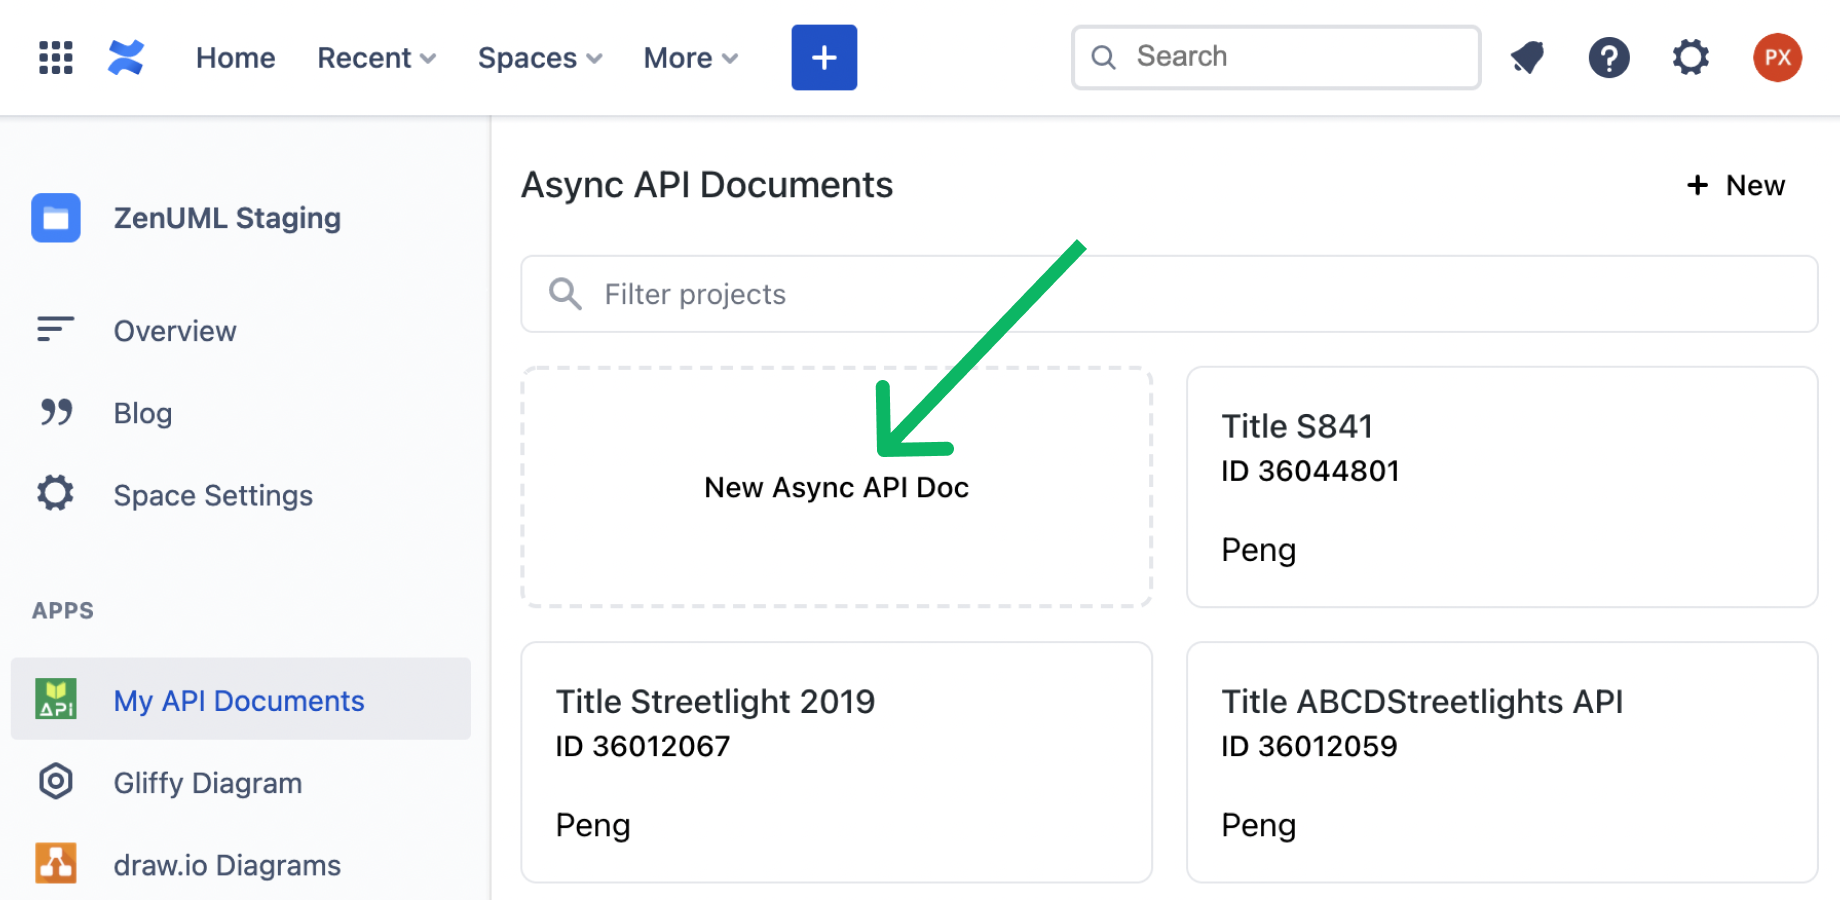 Home Recent Spaces More + Search ? PX
ZenUML Staging
Overview
Blog
Space Settings
APPS
API
My API Documents
Gliffy Diagram
draw.io Diagrams
Async API Documents
+ New
Filter projects
New Async API Doc
Title S841
ID 36044801
Peng
Title Streetlight 2019
ID 36012067
Peng
Title ABCDStreetlights API
ID 36012059
Peng